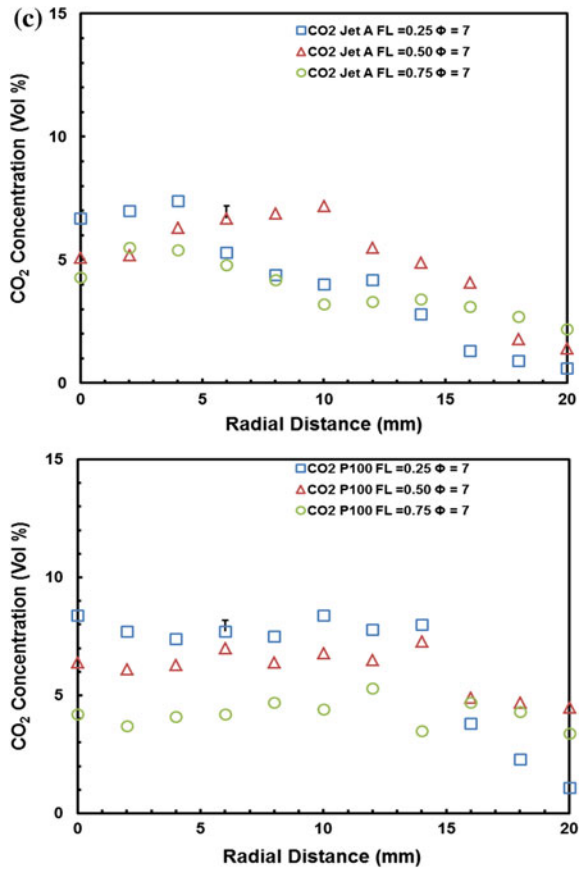 (c)
15
CO2 Jet A FL =0.25 Φ = 7
CO2 Jet A FL =0.50 Φ = 7
CO2 Jet A FL =0.75 Φ = 7
10
5
0
CO₂ Concentration (Vol %)
0 5 10 15 20
Radial Distance (mm)
15
CO2 P100 FL =0.25 Φ = 7
CO2 P100 FL =0.50 Φ = 7
CO2 P100 FL =0.75 Φ = 7
10
5
0
CO₂ Concentration (Vol %)
0 5 10 15 20
Radial Distance (mm)